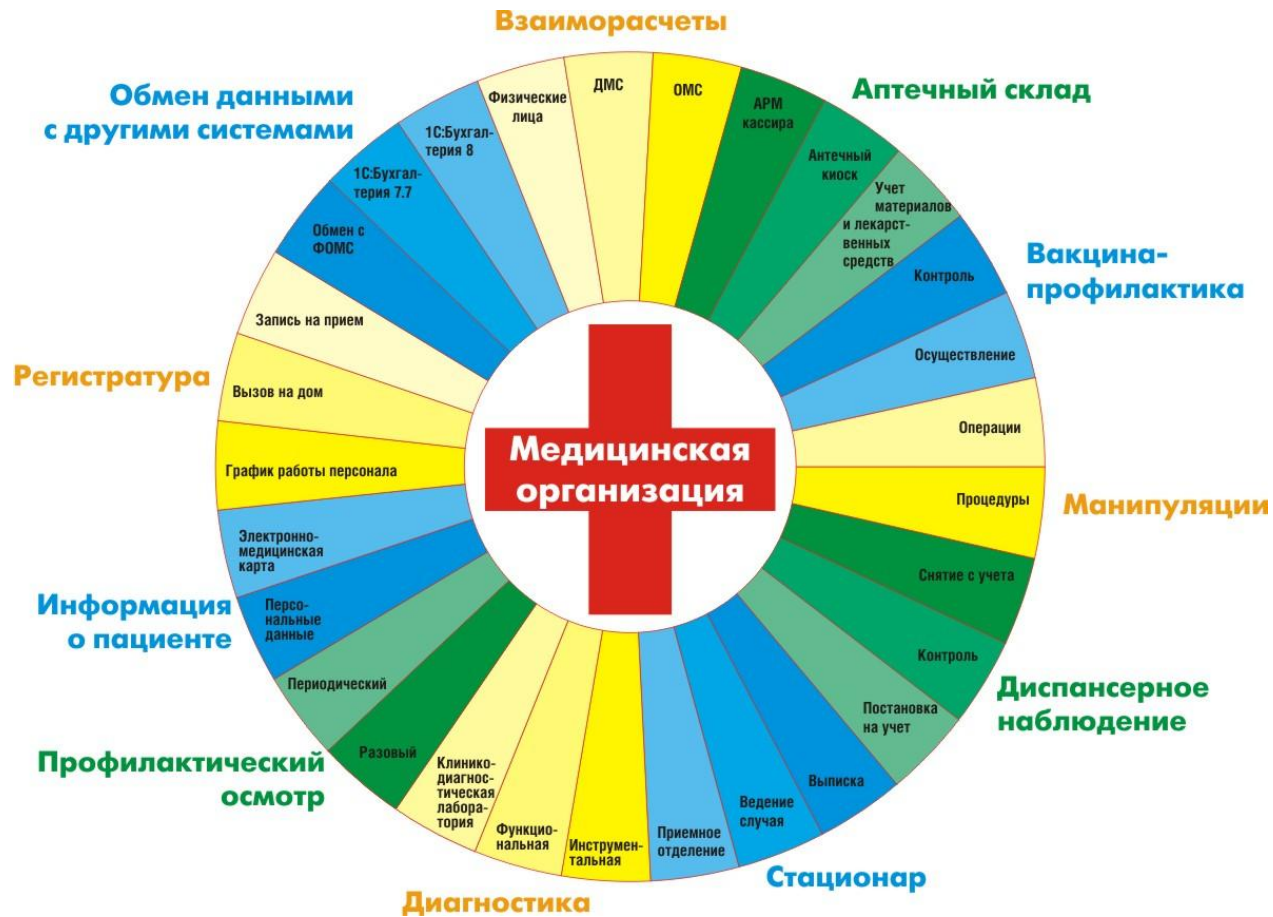 Взаиморасчеты
Физические
лица
ДМС
ОМС
Аптечный склад
АРМ
кассира
Антечный
киоск
Учет
материалов
и лекарст-
венных
средств
Вакцина-
профилактика
Контроль
Осуществление
Манипуляции
Операции
Процедуры
Диспансерное
наблюдение
Снятие с учета
Контроль
Постановка
на учет
Стационар
Выписка
Ведение
случая
Приемное
отделение
Диагностика
Инструмен-
тальная
Функцио-
нальная
Клинико-
диагнос-
тическая
лабора-
тория
Профилактический
осмотр
Разовый
Периодический
Информация
о пациенте
Персо-
нальные
данные
Электронно-
медицинская
карта
Регистратура
График работы персонала
Вызов на дом
Запись на прием
Обмен данными
с другими системами
Обмен с
ФОМС
1С:Бухгал-
терия 7.7
1С:Бухгал-
терия 8
Медицинская
организация